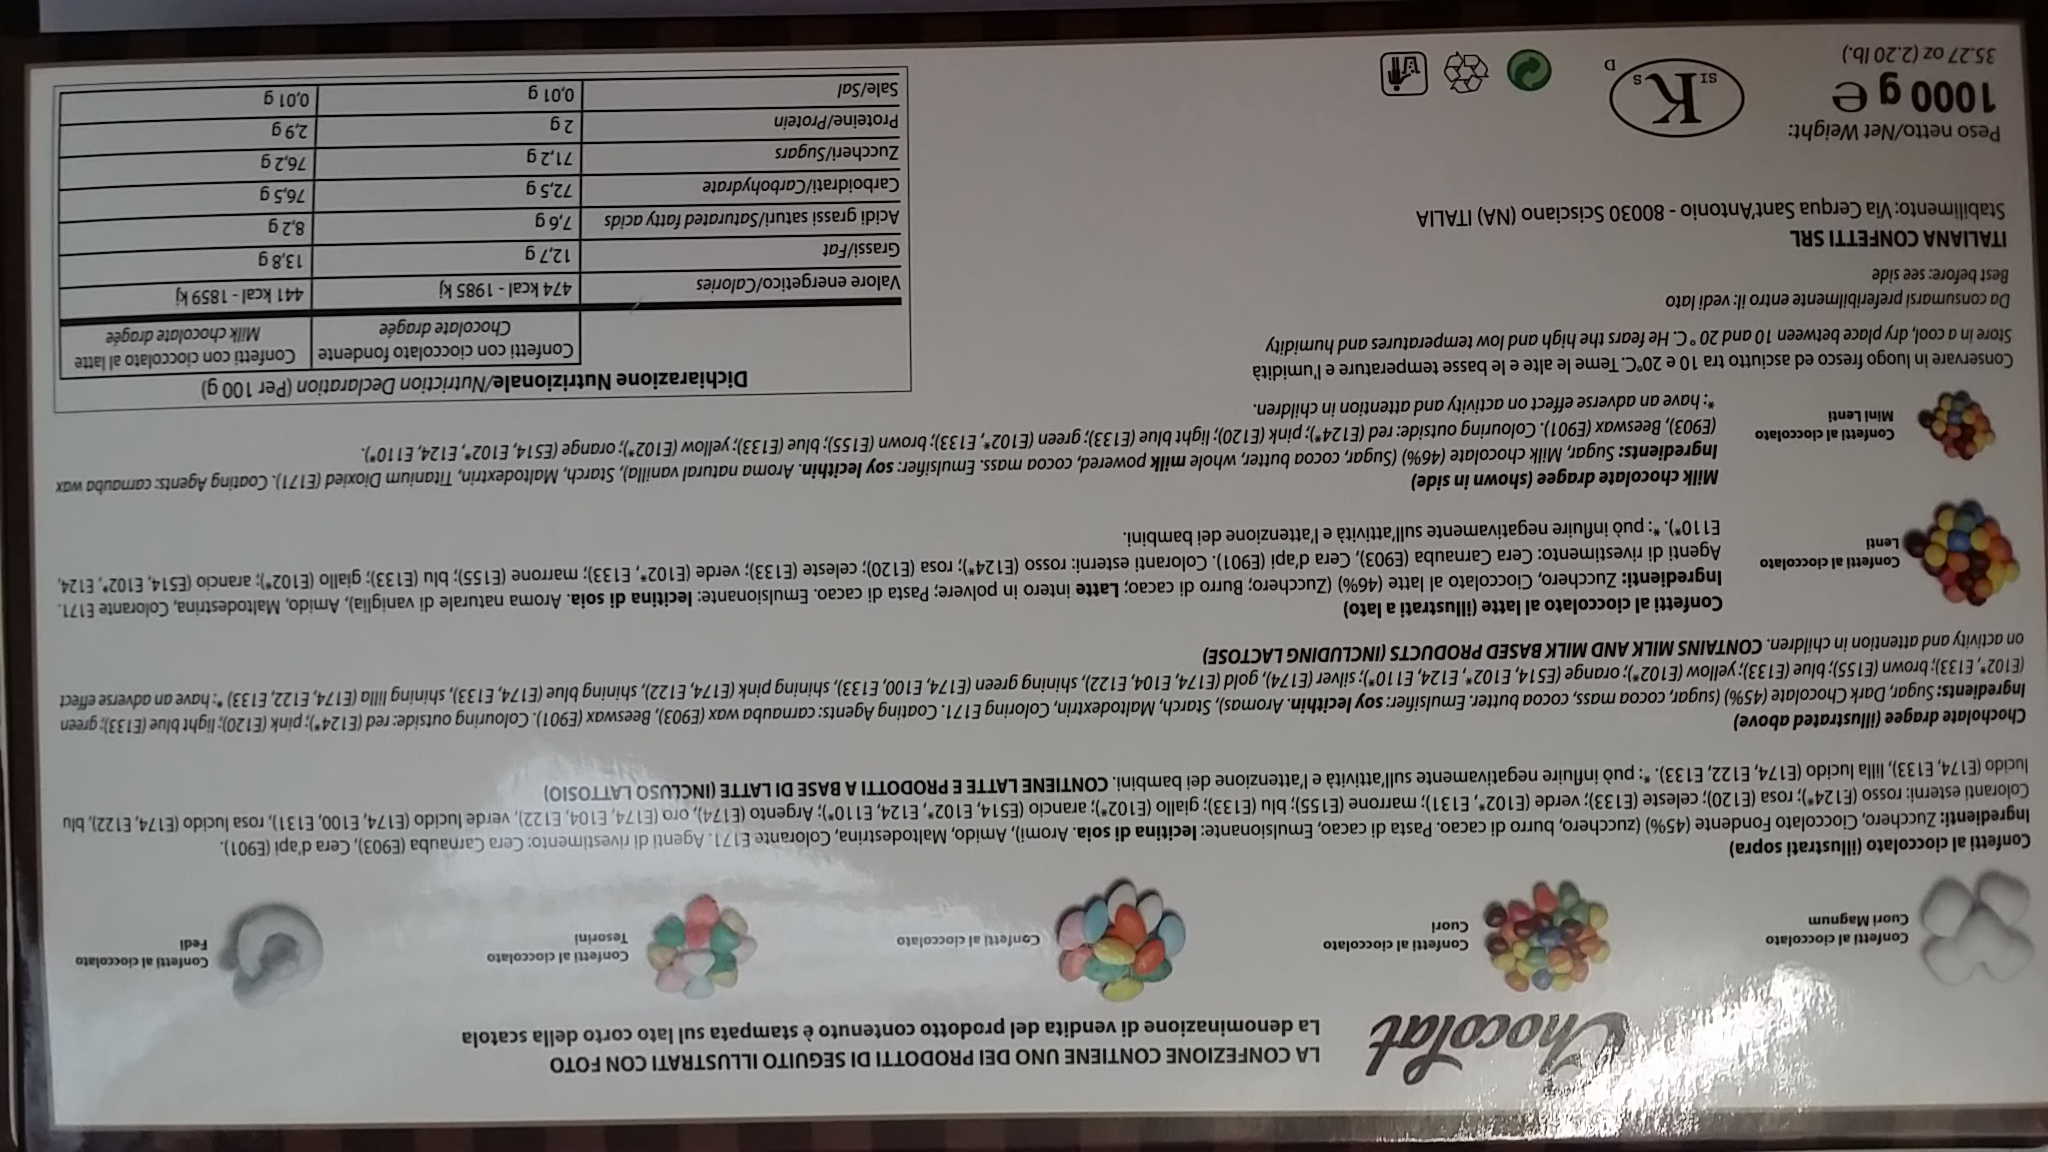 Chocolat
LA CONFEZIONE CONTIENE UNO DEI PRODOTTI DI SEGUITO ILLUSTRATI CON FOTO
La denominazione di vendita del prodotto contenuto è stampata sul lato corto della scatola
Confetti al cioccolato
Cuori Magnum
Confetti al cioccolato
Cuori
Confetti al cioccolato
Confetti al cioccolato
Tesorini
Confetti al cioccolato
Fedi
Confetti al cioccolato (illustrati sopra)
Ingredienti: Zucchero, Cioccolato Fondente (45%) (zucchero, burro di cacao. Pasta di cacao, Emulsionante: lecitina di soia. Aromi), Amido, Maltodestrina, Colorante E171. Agenti di rivestimento: Cera Carnauba (E903), Cera d'api (E901).
Coloranti esterni: rosso (E124*); rosa (E120); celeste (E133); verde (E102*, E131); marrone (E155); blu (E133); giallo (E102*); arancio (E514, E102*, E124, E110*); Argento (E174), oro (E174, E104, E122), verde lucido (E174, E100, E131), rosa lucido (E174, E122), blu
lucido (E174, E133), lilla lucido (E174, E122, E133). *: può influire negativamente sull'attività e l'attenzione dei bambini. CONTIENE LATTE E PRODOTTI A BASE DI LATTE (INCLUSO LATTOSIO)
Chocholate dragee (illustrated above)
Ingredients: Sugar, Dark Chocolate (45%) (sugar, cocoa mass, cocoa butter. Emulsifier: soy lecithin. Aromas), Starch, Maltodextrin, Coloring E171. Coating Agents: carnauba wax (E903), Beeswax (E901). Colouring outside: red (E124*); pink (E120); light blue (E133); green
(E102*, E133); brown (E155); blue (E133); yellow (E102*); orange (E514, E102*, E124, E110*); silver (E174), gold (E174, E104, E122), shining green (E174, E100, E133), shining pink (E174, E122), shining blue (E174, E133), shining lilla (E174, E122, E133) *: have an adverse effect
on activity and attention in children. CONTAINS MILK AND MILK BASED PRODUCTS (INCLUDING LACTOSE)
Confetti al cioccolato
Lenti
Confetti al cioccolato al latte (illustrati a lato)
Ingredienti: Zucchero, Cioccolato al latte (46%) (Zucchero; Burro di cacao; Latte intero in polvere; Pasta di cacao. Emulsionante: lecitina di soia. Aroma naturale di vaniglia), Amido, Maltodestrina, Colorante E171.
Agenti di rivestimento: Cera Carnauba (E903), Cera d'api (E901). Coloranti esterni: rosso (E124*); rosa (E120); celeste (E133); verde (E102*, E133); marrone (E155); blu (E133); giallo (E102*); arancio (E514, E102*, E124,
E110*). *: può influire negativamente sull'attività e l'attenzione dei bambini.
Confetti al cioccolato
Mini Lenti
Milk chocolate dragee (shown in side)
Ingredients: Sugar, Milk chocolate (46%) (Sugar, cocoa butter, whole milk powered, cocoa mass. Emulsifier: soy lecithin. Aroma natural vanilla), Starch, Maltodextrin, Titanium Dioxied (E171). Coating Agents: carnauba wax
(E903), Beeswax (E901). Colouring outside: red (E124*); pink (E120); light blue (E133); green (E102*, E133); brown (E155); blue (E133); yellow (E102*); orange (E514, E102*, E124, E110*).
*: have an adverse effect on activity and attention in children.
Conservare in luogo fresco ed asciutto tra 10 e 20°C. Teme le alte e le basse temperature e l'umidità
Store in a cool, dry place between 10 and 20 °C. He fears the high and low temperatures and humidity
Da consumarsi preferibilmente entro il: vedi lato
Best before: see side
ITALIANA CONFETTI SRL
Stabilimento: Via Cerqua Sant'Antonio - 80030 Scisciano (NA) ITALIA
Peso netto/Net Weight:
1000 g e
35.27 oz (2.20 lb.)
SI K S
D
Dichiarazione Nutrizionale/Nutriction Declaration (Per 100 g)
Confetti con cioccolato fondente Confetti con cioccolato al latte
Chocolate dragée Milk chocolate dragée
Valore energetico/Calories 474 kcal - 1985 kj 441 kcal - 1859 kj
Grassi/Fat 12,7 g 13,8 g
Acidi grassi saturi/Saturated fatty acids 7,6 g 8,2 g
Carboidrati/Carbohydrate 72,5 g 76,5 g
Zuccheri/Sugars 71,2 g 76,2 g
Proteine/Protein 2 g 2,9 g
Sale/Sal 0,01 g 0,01 g